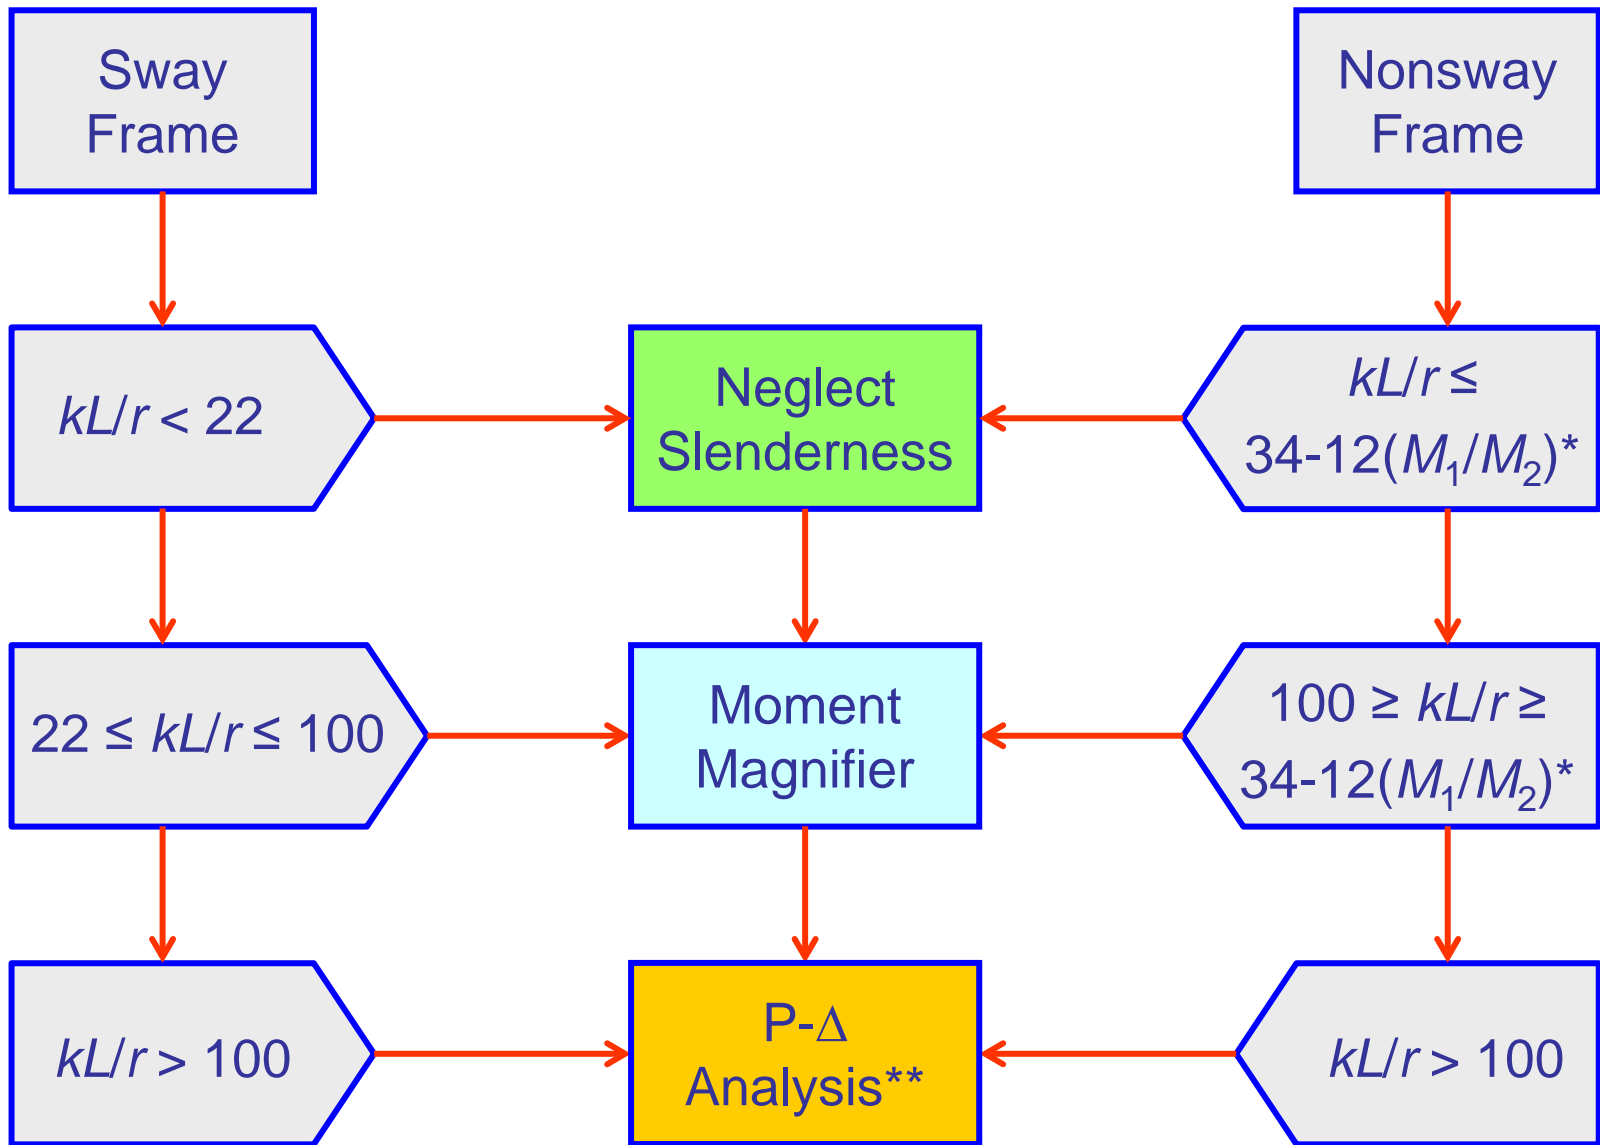 Sway
Frame
Nonsway
Frame
kL/r < 22
Neglect
Slenderness
kL/r ≤
34-12(M₁/M₂)*
22 ≤ kL/r ≤ 100
Moment
Magnifier
100 ≥ kL/r ≥
34-12(M₁/M₂)*
kL/r > 100
P-Δ
Analysis**
kL/r > 100